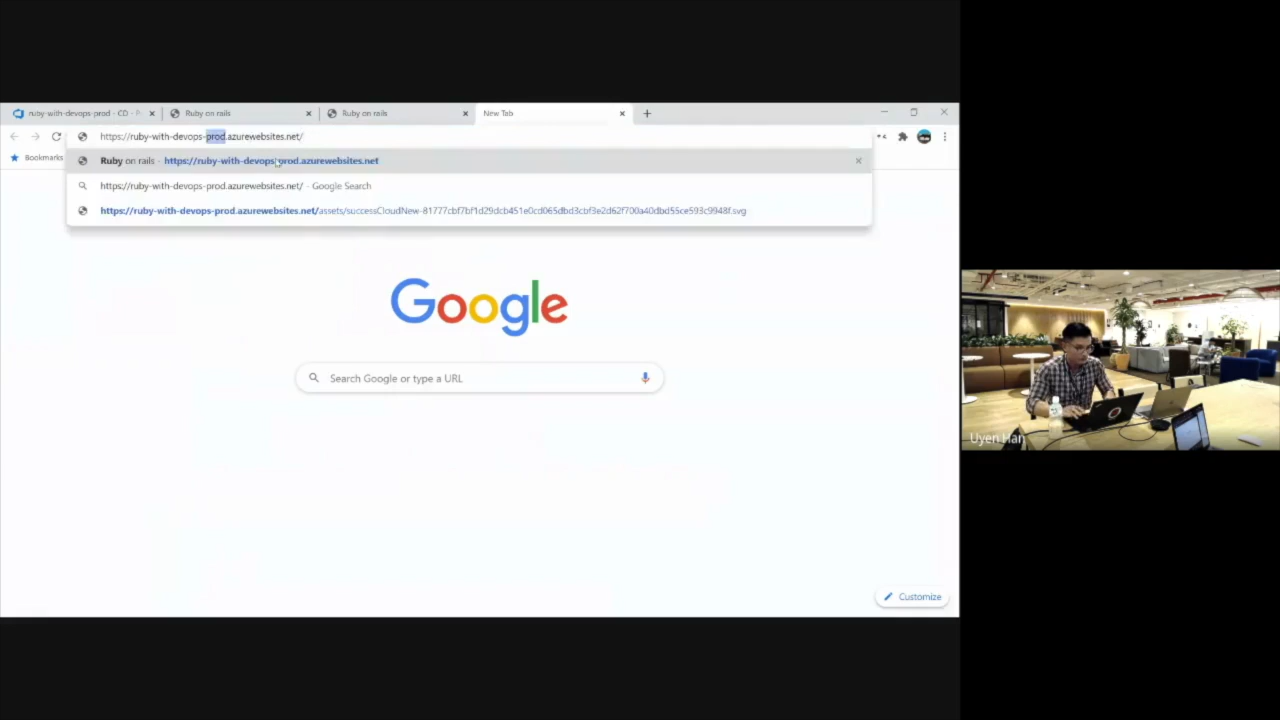 ruby-with-devops-prod - CD - P
Ruby on rails
Ruby on rails
New Tab
https://ruby-with-devops-prod.azurewebsites.net/
Bookmarks
Ruby on rails - https://ruby-with-devops-prod.azurewebsites.net
https://ruby-with-devops-prod.azurewebsites.net/ - Google Search
https://ruby-with-devops-prod.azurewebsites.net/assets/successCloudNew-81777cbf7bf1d29dcb451e0cd065dbd3cbf3e2d62f700a40dbd55ce593c9948f.svg
Google
Search Google or type a URL
Customize
Uyen Han